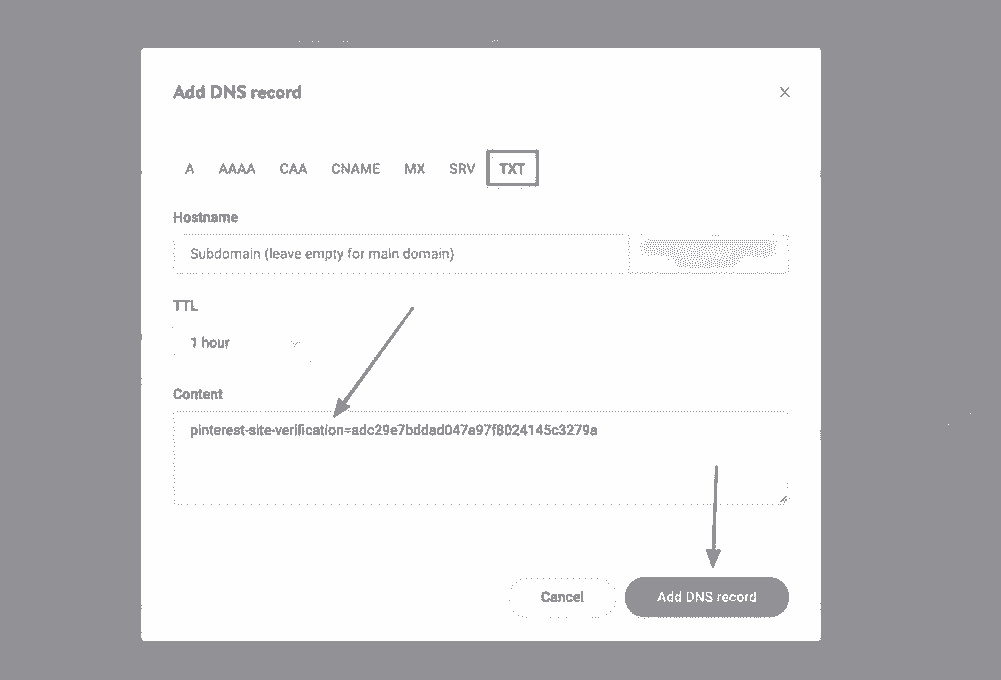 Add DNS record
A AAAA CAA CNAME MX SRV TXT
Hostname
Subdomain (leave empty for main domain)
TTL
1 hour
Content
pinterest-site-verification=adc29e7bddad047a97f8024145c3279a
Cancel Add DNS record